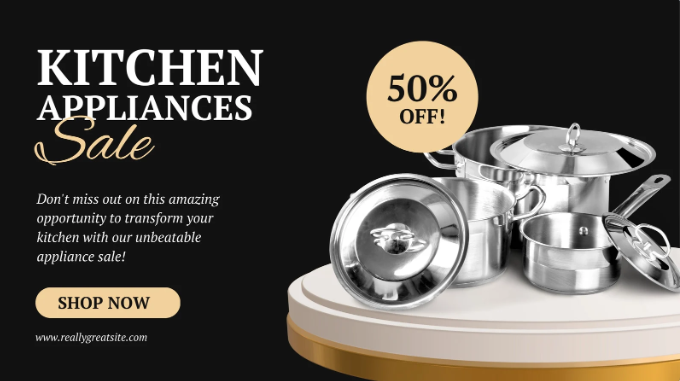 KITCHEN
APPLIANCES
Sale
50%
OFF!
Don't miss out on this amazing
opportunity to transform your
kitchen with our unbeatable
appliance sale!
SHOP NOW
www.reallygreatsite.com